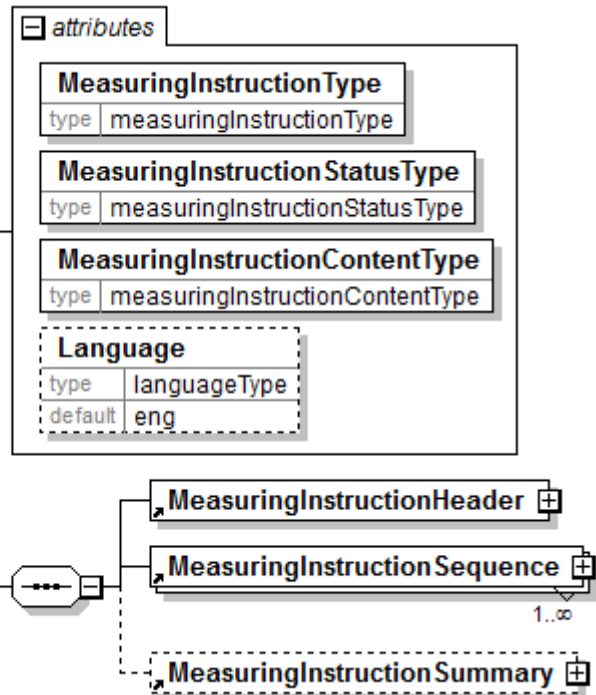 attributes
MeasuringInstructionType
type measuringInstructionType
MeasuringInstructionStatusType
type measuringInstructionStatusType
MeasuringInstructionContentType
type measuringInstructionContentType
Language
type languageType
default eng
MeasuringInstructionHeader
MeasuringInstructionSequence
1..∞
MeasuringInstructionSummary